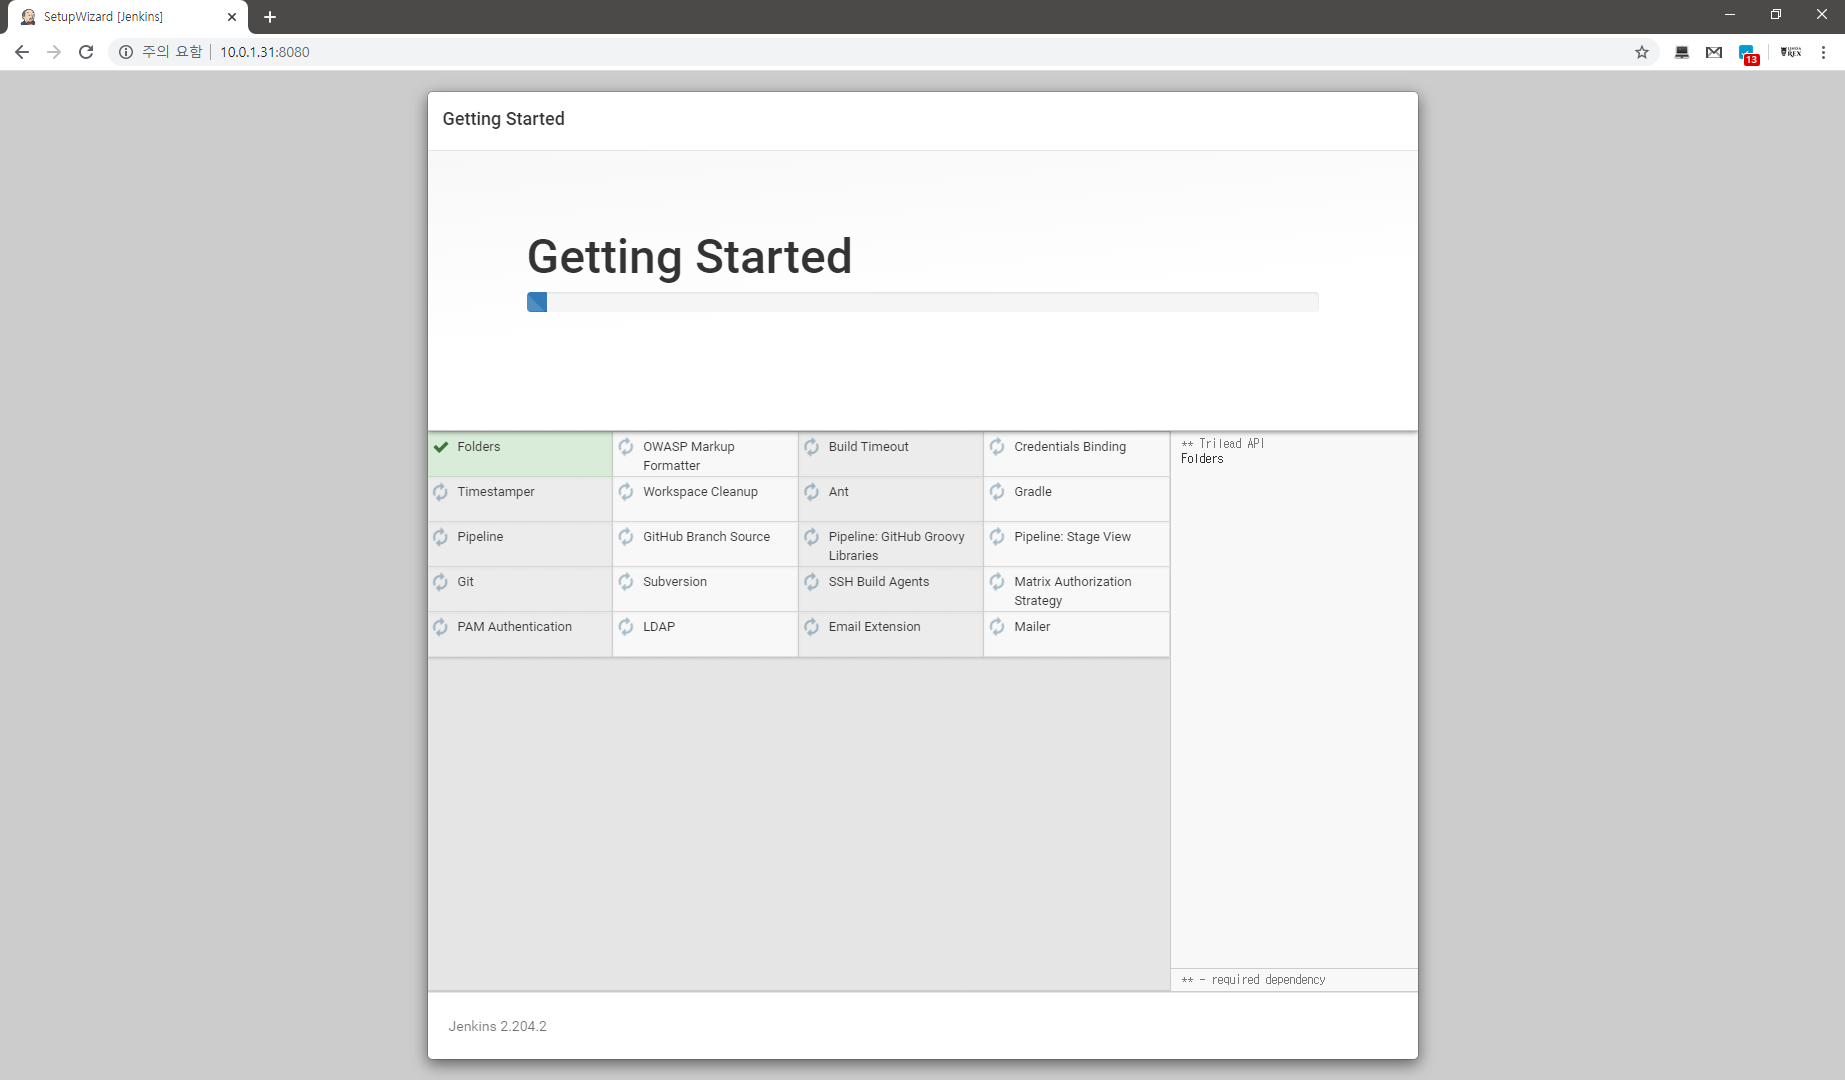 SetupWizard [Jenkins]
주의 요함
10.0.1.31:8080
13
Getting Started
Getting Started
Folders
OWASP Markup
Formatter
Build Timeout
Credentials Binding
Timestamper
Workspace Cleanup
Ant
Gradle
Pipeline
GitHub Branch Source
Pipeline: GitHub Groovy
Libraries
Pipeline: Stage View
Git
Subversion
SSH Build Agents
Matrix Authorization
Strategy
PAM Authentication
LDAP
Email Extension
Mailer
** Trilead API
Folders
** - required dependency
Jenkins 2.204.2